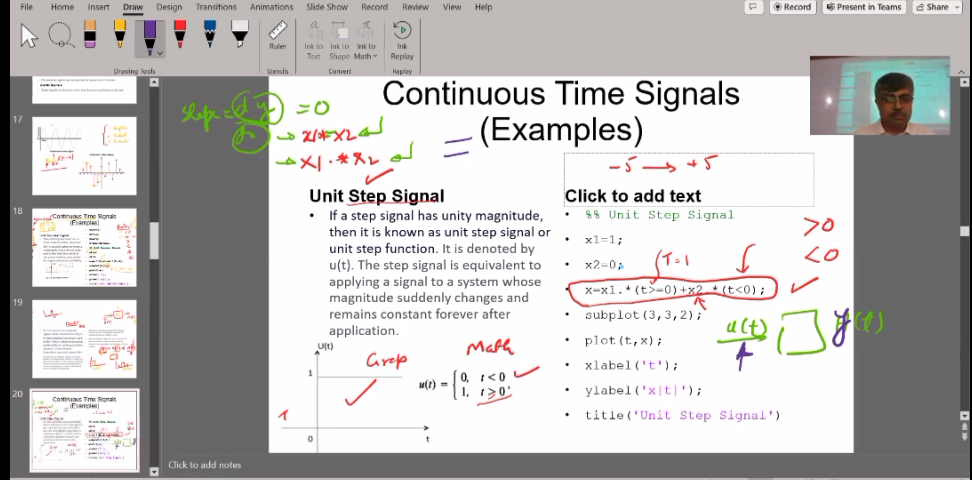 File Home Insert Draw Design Transitions Animations Slide Show Record Review View Help
Record Present in Teams Share
Ruler
Ink to Text Ink to Shape Ink to Math Ink Replay
Drawing Tools Stencils Convert Replay
17
18
19
20
Continuous Time Signals
(Examples)
slope = dy = 0
→ x1 * x2
→ x1 .* x2
-5 → +5
Unit Step Signal
• If a step signal has unity magnitude,
then it is known as unit step signal or
unit step function. It is denoted by
u(t). The step signal is equivalent to
applying a signal to a system whose
magnitude suddenly changes and
remains constant forever after
application.
U(t)
1
0
t
Math
u(t) = { 0, t < 0
1, t ⩾ 0
Click to add text
• %% Unit Step Signal
• x1=1;
• x2=0;
T=1
• x=x1.*(t>=0)+x2.*(t<0);
• subplot(3,3,2);
• plot(t,x);
• xlabel('t');
• ylabel('x|t|');
• title('Unit Step Signal')
>0
<0
u(t)
y(t)
Click to add notes